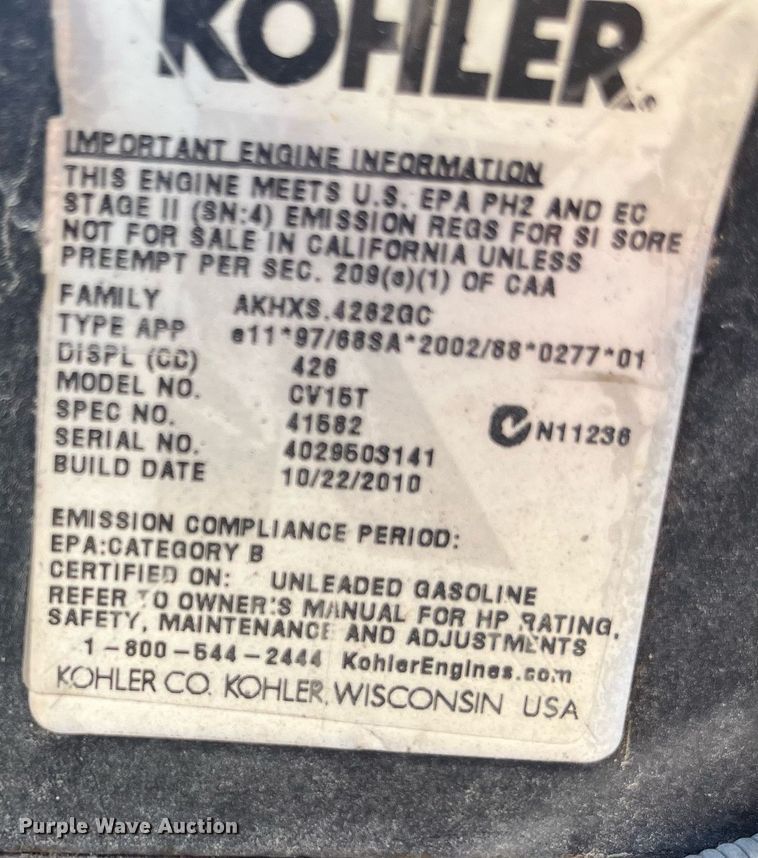 KOHLER®
IMPORTANT ENGINE INFORMATION
THIS ENGINE MEETS U.S. EPA PH2 AND EC
STAGE II (SN:4) EMISSION REGS FOR SI SORE
NOT FOR SALE IN CALIFORNIA UNLESS
PREEMPT PER SEC. 209(a)(1) OF CAA
FAMILY AKHXS.4262GC
TYPE APP e11*97/68SA*2002/88*0277*01
DISPL (CC) 426
MODEL NO. CV15T
SPEC NO. 41582 N11236
SERIAL NO. 4029503141
BUILD DATE 10/22/2010
EMISSION COMPLIANCE PERIOD:
EPA:CATEGORY B
CERTIFIED ON: UNLEADED GASOLINE
REFER TO OWNER'S MANUAL FOR HP RATING,
SAFETY, MAINTENANCE AND ADJUSTMENTS
1-800-544-2444 KohlerEngines.com
KOHLER CO. KOHLER, WISCONSIN USA
Purple Wave Auction